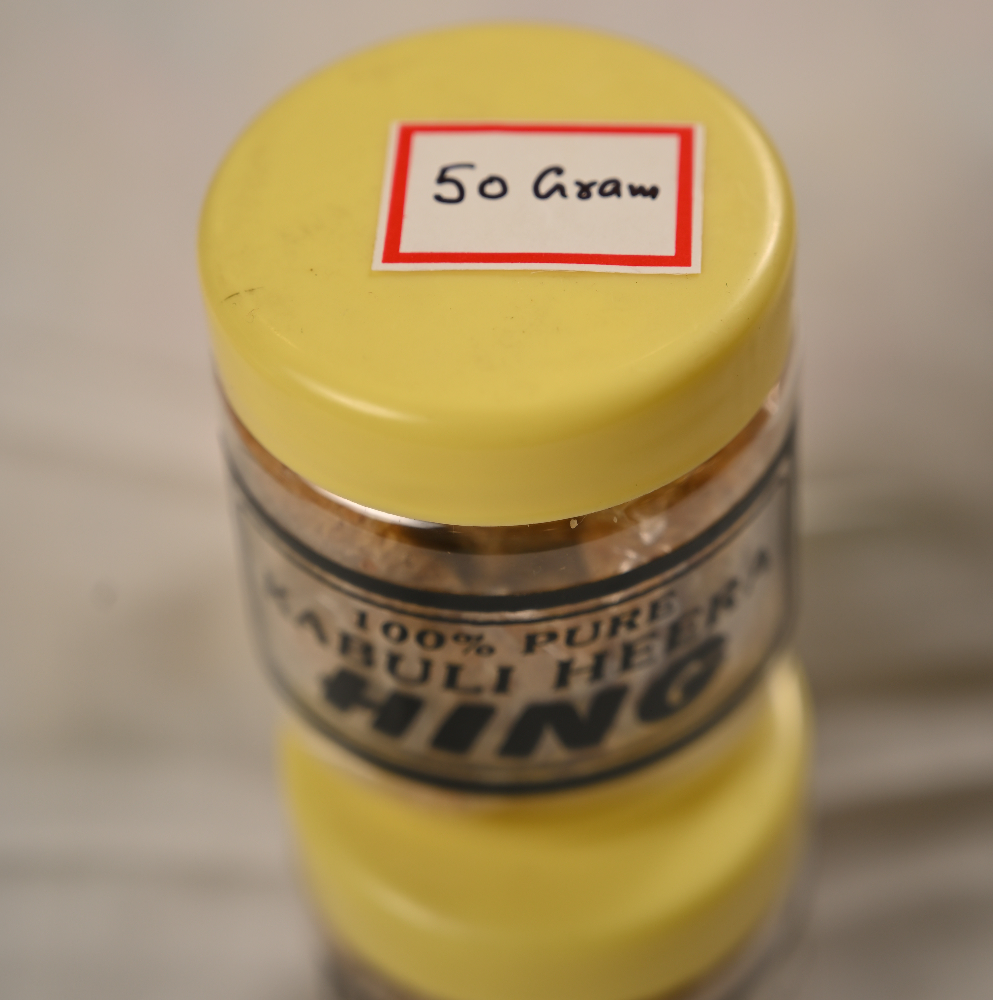 50 Gram
100% PURE
KABULI HEERA
HING